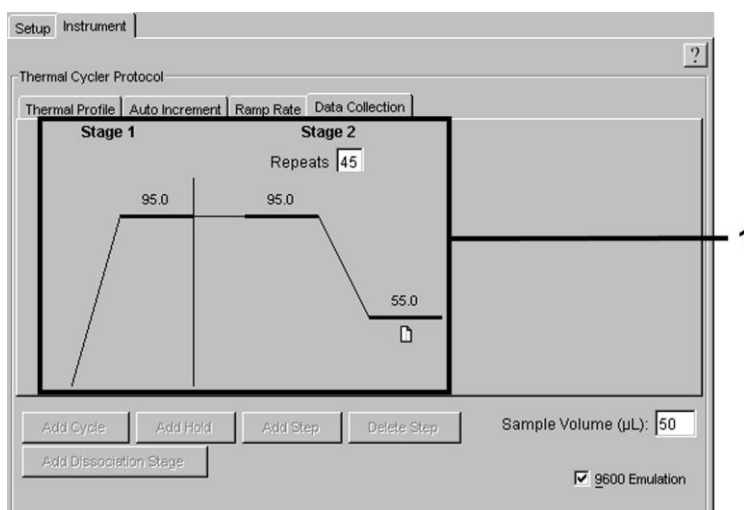 Setup Instrument
?
Thermal Cycler Protocol
Thermal Profile Auto Increment Ramp Rate Data Collection
Stage 1 Stage 2
Repeats 45
95.0 95.0
1
55.0
Add Cycle Add Hold Add Step Delete Step Sample Volume (µL): 50
Add Dissociation Stage
9600 Emulation